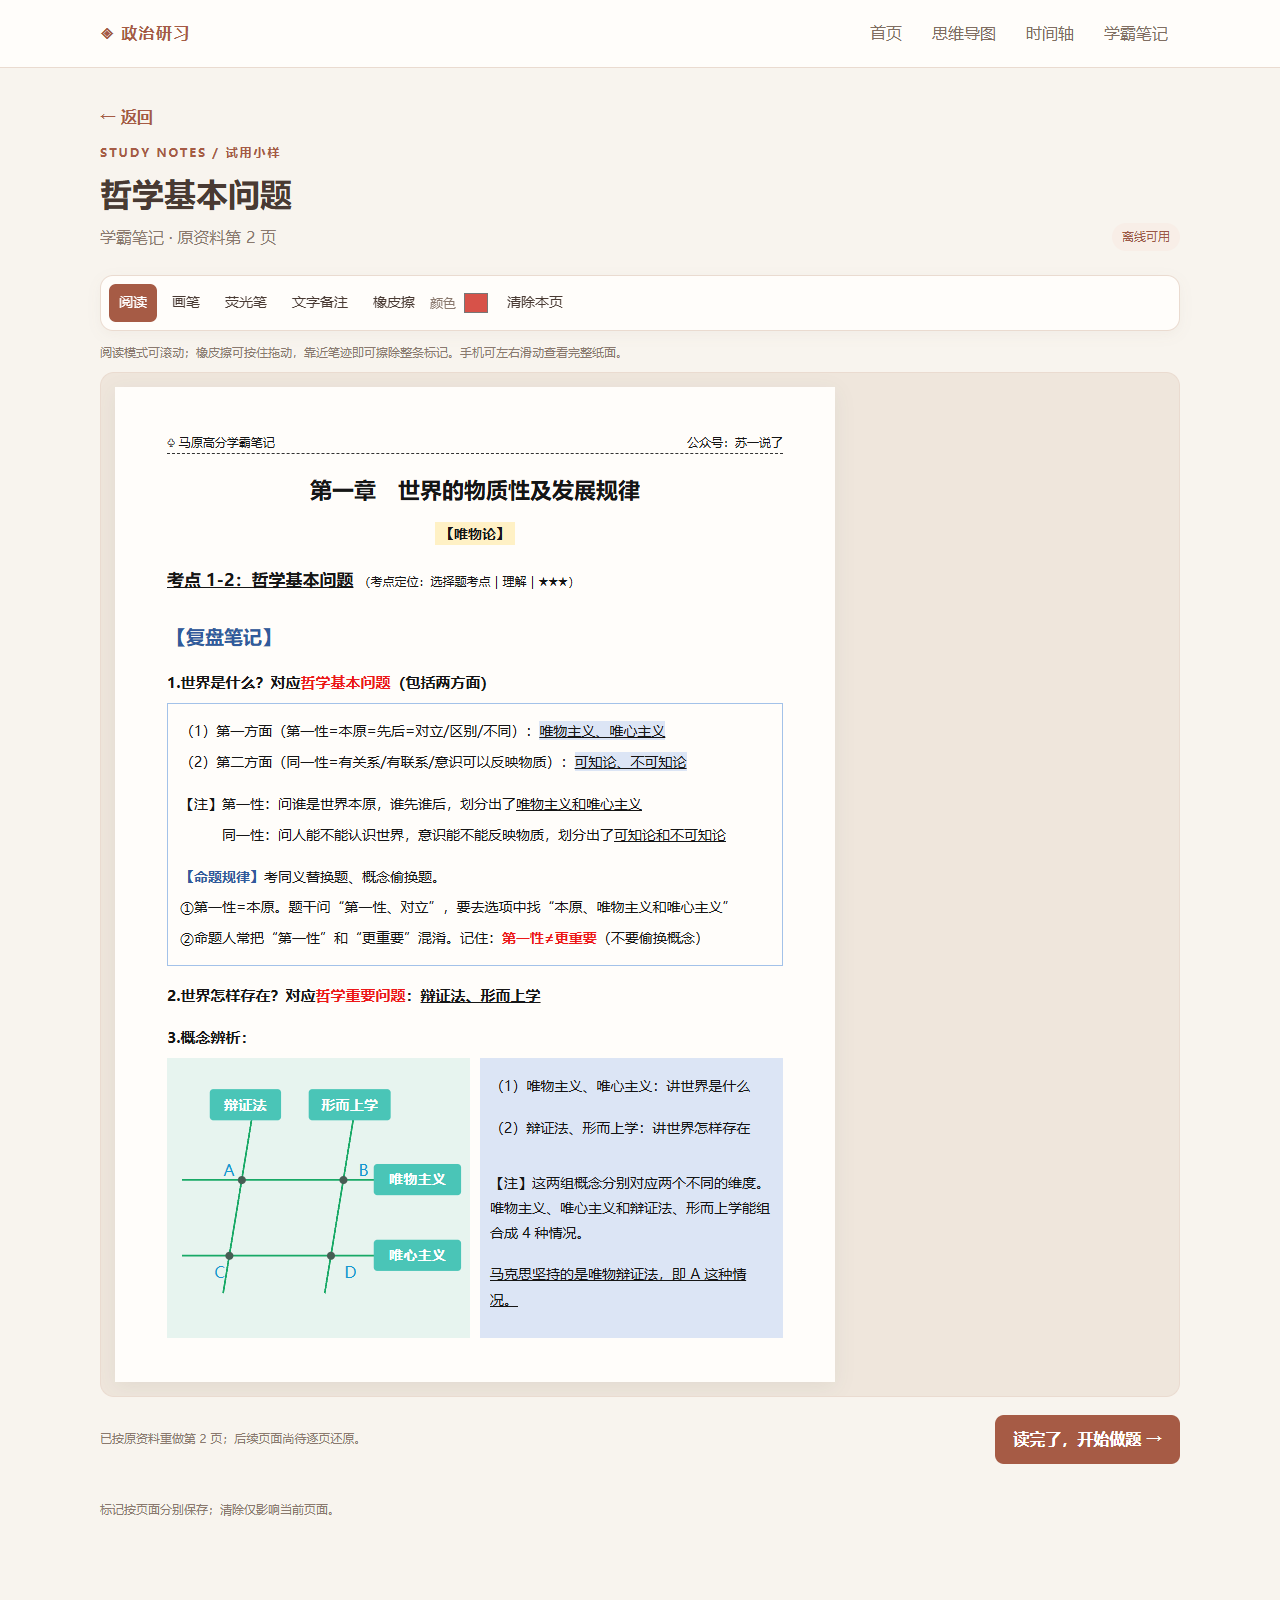 ◈ 政治研习
首页 思维导图 时间轴 学霸笔记
← 返回
STUDY NOTES / 试用小样
哲学基本问题
学霸笔记 · 原资料第 2 页
离线可用
阅读 画笔 荧光笔 文字备注 橡皮擦 颜色 清除本页
阅读模式可滚动；橡皮擦可按住拖动，靠近笔迹即可擦除整条标记。手机可左右滑动查看完整纸面。
♤ 马原高分学霸笔记 公众号：苏一说了
第一章 世界的物质性及发展规律
【唯物论】
考点 1-2：哲学基本问题 （考点定位：选择题考点 | 理解 | ★★★）
【复盘笔记】
1.世界是什么？对应哲学基本问题（包括两方面）
（1）第一方面（第一性=本原=先后=对立/区别/不同）：唯物主义、唯心主义
（2）第二方面（同一性=有关系/有联系/意识可以反映物质）：可知论、不可知论
【注】第一性：问谁是世界本原，谁先谁后，划分出了唯物主义和唯心主义
同一性：问人能不能认识世界，意识能不能反映物质，划分出了可知论和不可知论
【命题规律】考同义替换题、概念偷换题。
①第一性=本原。题干问“第一性、对立”，要去选项中找“本原、唯物主义和唯心主义”
②命题人常把“第一性”和“更重要”混淆。记住：第一性≠更重要（不要偷换概念）
2.世界怎样存在？对应哲学重要问题：辩证法、形而上学
3.概念辨析：
辩证法 形而上学
A B 唯物主义
唯心主义
C D
（1）唯物主义、唯心主义：讲世界是什么
（2）辩证法、形而上学：讲世界怎样存在
【注】这两组概念分别对应两个不同的维度。
唯物主义、唯心主义和辩证法、形而上学能组
合成 4 种情况。
马克思坚持的是唯物辩证法，即 A 这种情
况。
已按原资料重做第 2 页；后续页面尚待逐页还原。
读完了，开始做题 →
标记按页面分别保存；清除仅影响当前页面。